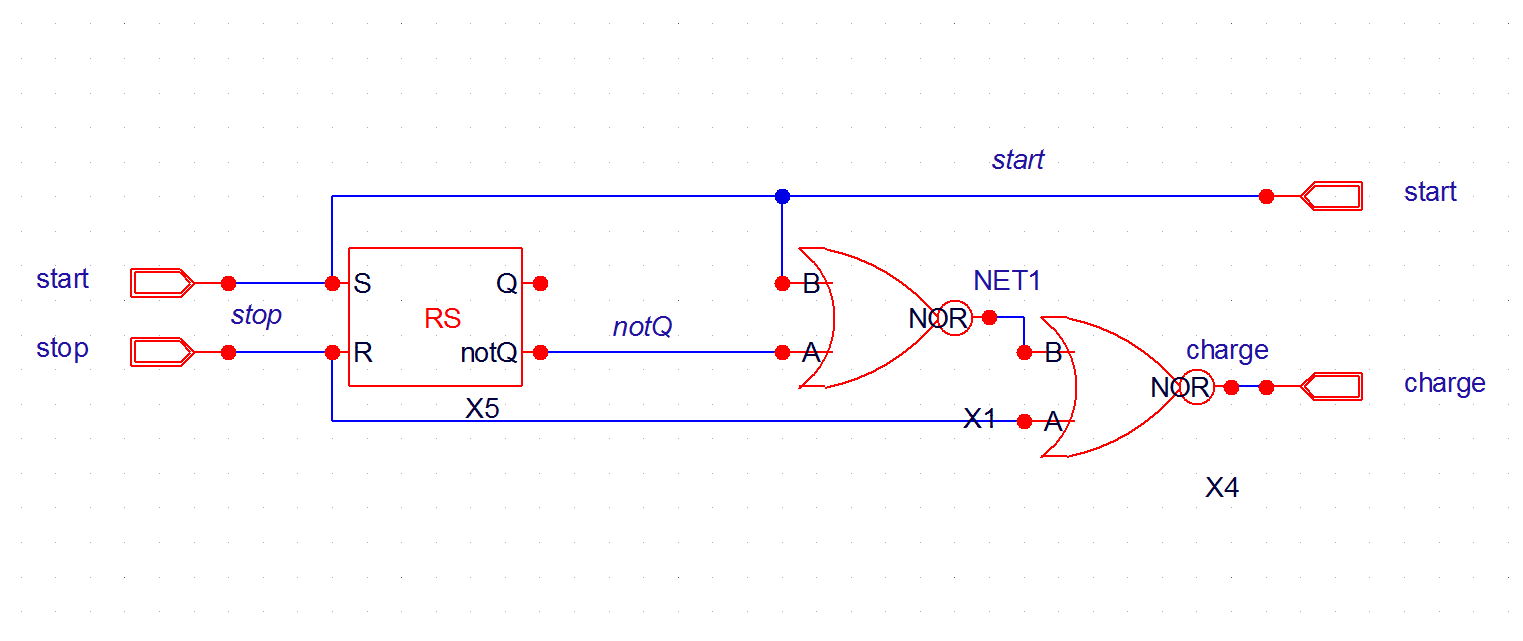 start
start
start
S
Q
B
NET1
stop
RS
notQ
NOR
stop
R
notQ
A
B
charge
charge
NOR
X5
X1
A
X4